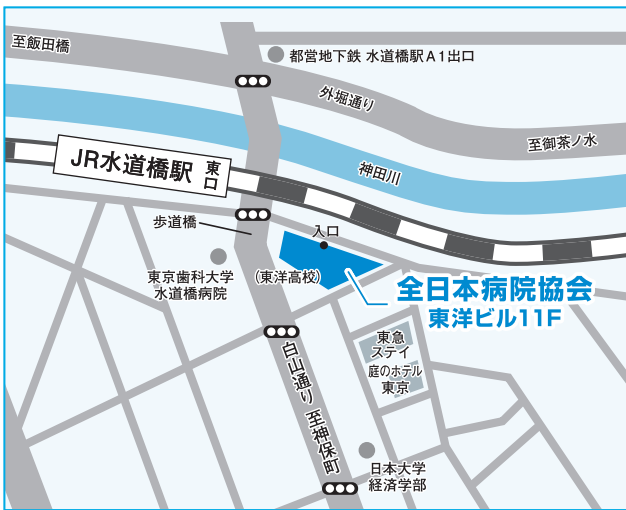 至飯田橋
都営地下鉄 水道橋駅A1出口
外堀通り
至御茶ノ水
神田川
JR水道橋駅 東口
歩道橋
入口
東京歯科大学
水道橋病院
(東洋高校)
全日本病院協会
東洋ビル11F
東急
ステイ
庭のホテル
東京
白山通り 至神保町
日本大学
経済学部